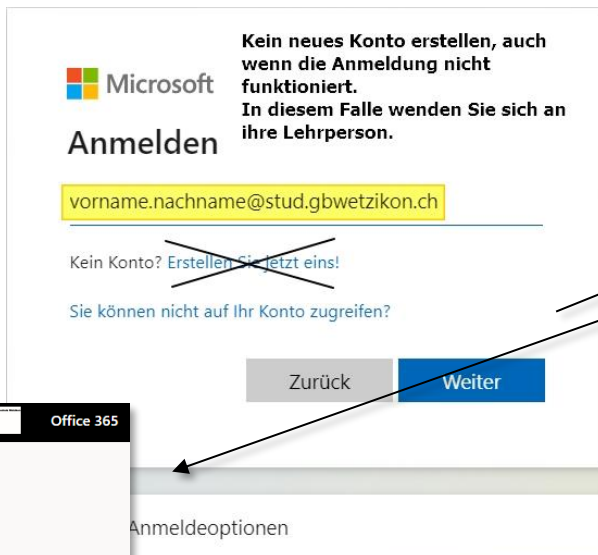 Kein neues Konto erstellen, auch
wenn die Anmeldung nicht
funktioniert.
In diesem Falle wenden Sie sich an
ihre Lehrperson.
Microsoft
Anmelden
vorname.nachname@stud.gbwetzikon.ch
Kein Konto? Erstellen Sie jetzt eins!
Sie können nicht auf Ihr Konto zugreifen?
Zurück Weiter
Office 365
Anmeldeoptionen